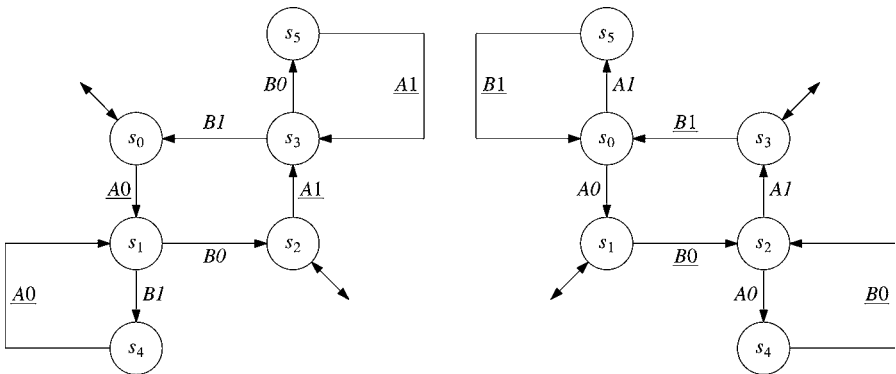 s5 s5
B0 A1 B1 A1
s0 B1 s3 s0 B1 s3
A0 A1 A0 A1
s1 B0 s2 s1 B0 s2
A0 B1 A0 B0
s4 s4